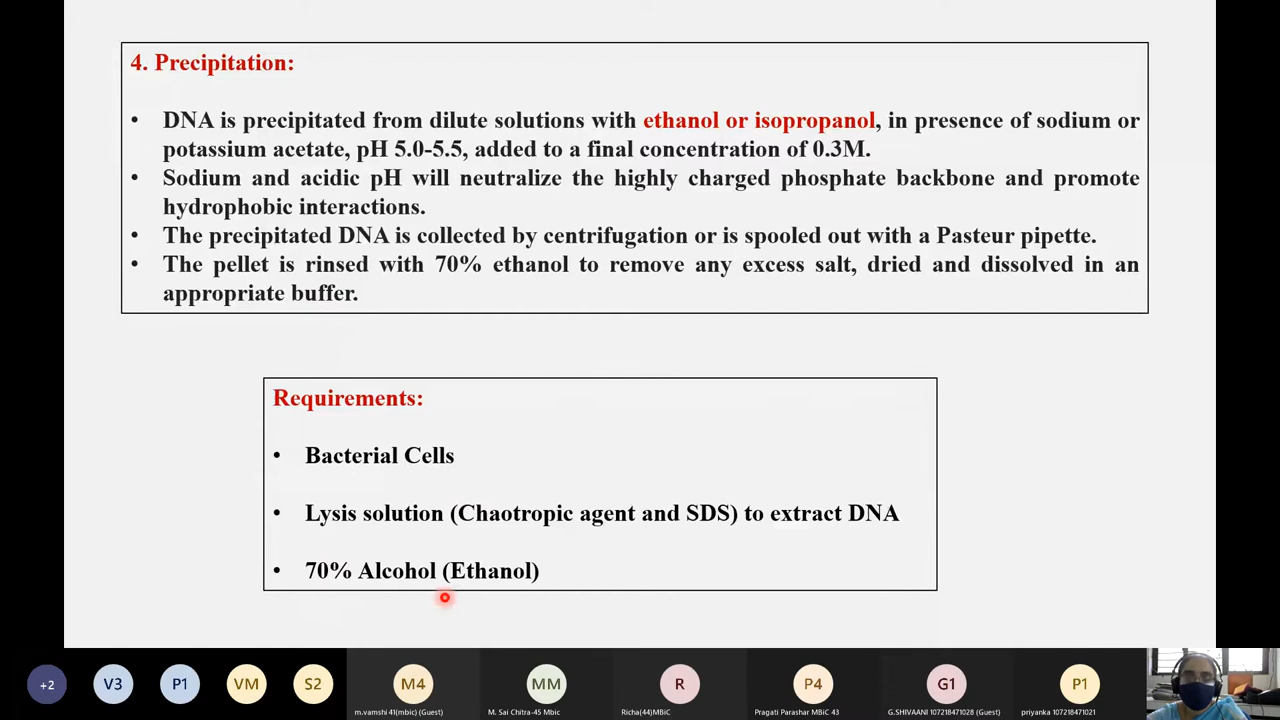 4. Precipitation:
• DNA is precipitated from dilute solutions with ethanol or isopropanol, in presence of sodium or
potassium acetate, pH 5.0-5.5, added to a final concentration of 0.3M.
• Sodium and acidic pH will neutralize the highly charged phosphate backbone and promote
hydrophobic interactions.
• The precipitated DNA is collected by centrifugation or is spooled out with a Pasteur pipette.
• The pellet is rinsed with 70% ethanol to remove any excess salt, dried and dissolved in an
appropriate buffer.
Requirements:
• Bacterial Cells
• Lysis solution (Chaotropic agent and SDS) to extract DNA
• 70% Alcohol (Ethanol)
+2 V3 P1 VM S2 M4 MM R P4 G1 P1
m.vamshi 41(mbic) (Guest) M. Sai Chitra-45 Mbic Richa(44)MBiC Pragati Parashar MBiC 43 G.SHIVAANI 107218471028 (Guest) priyanka 107218471021